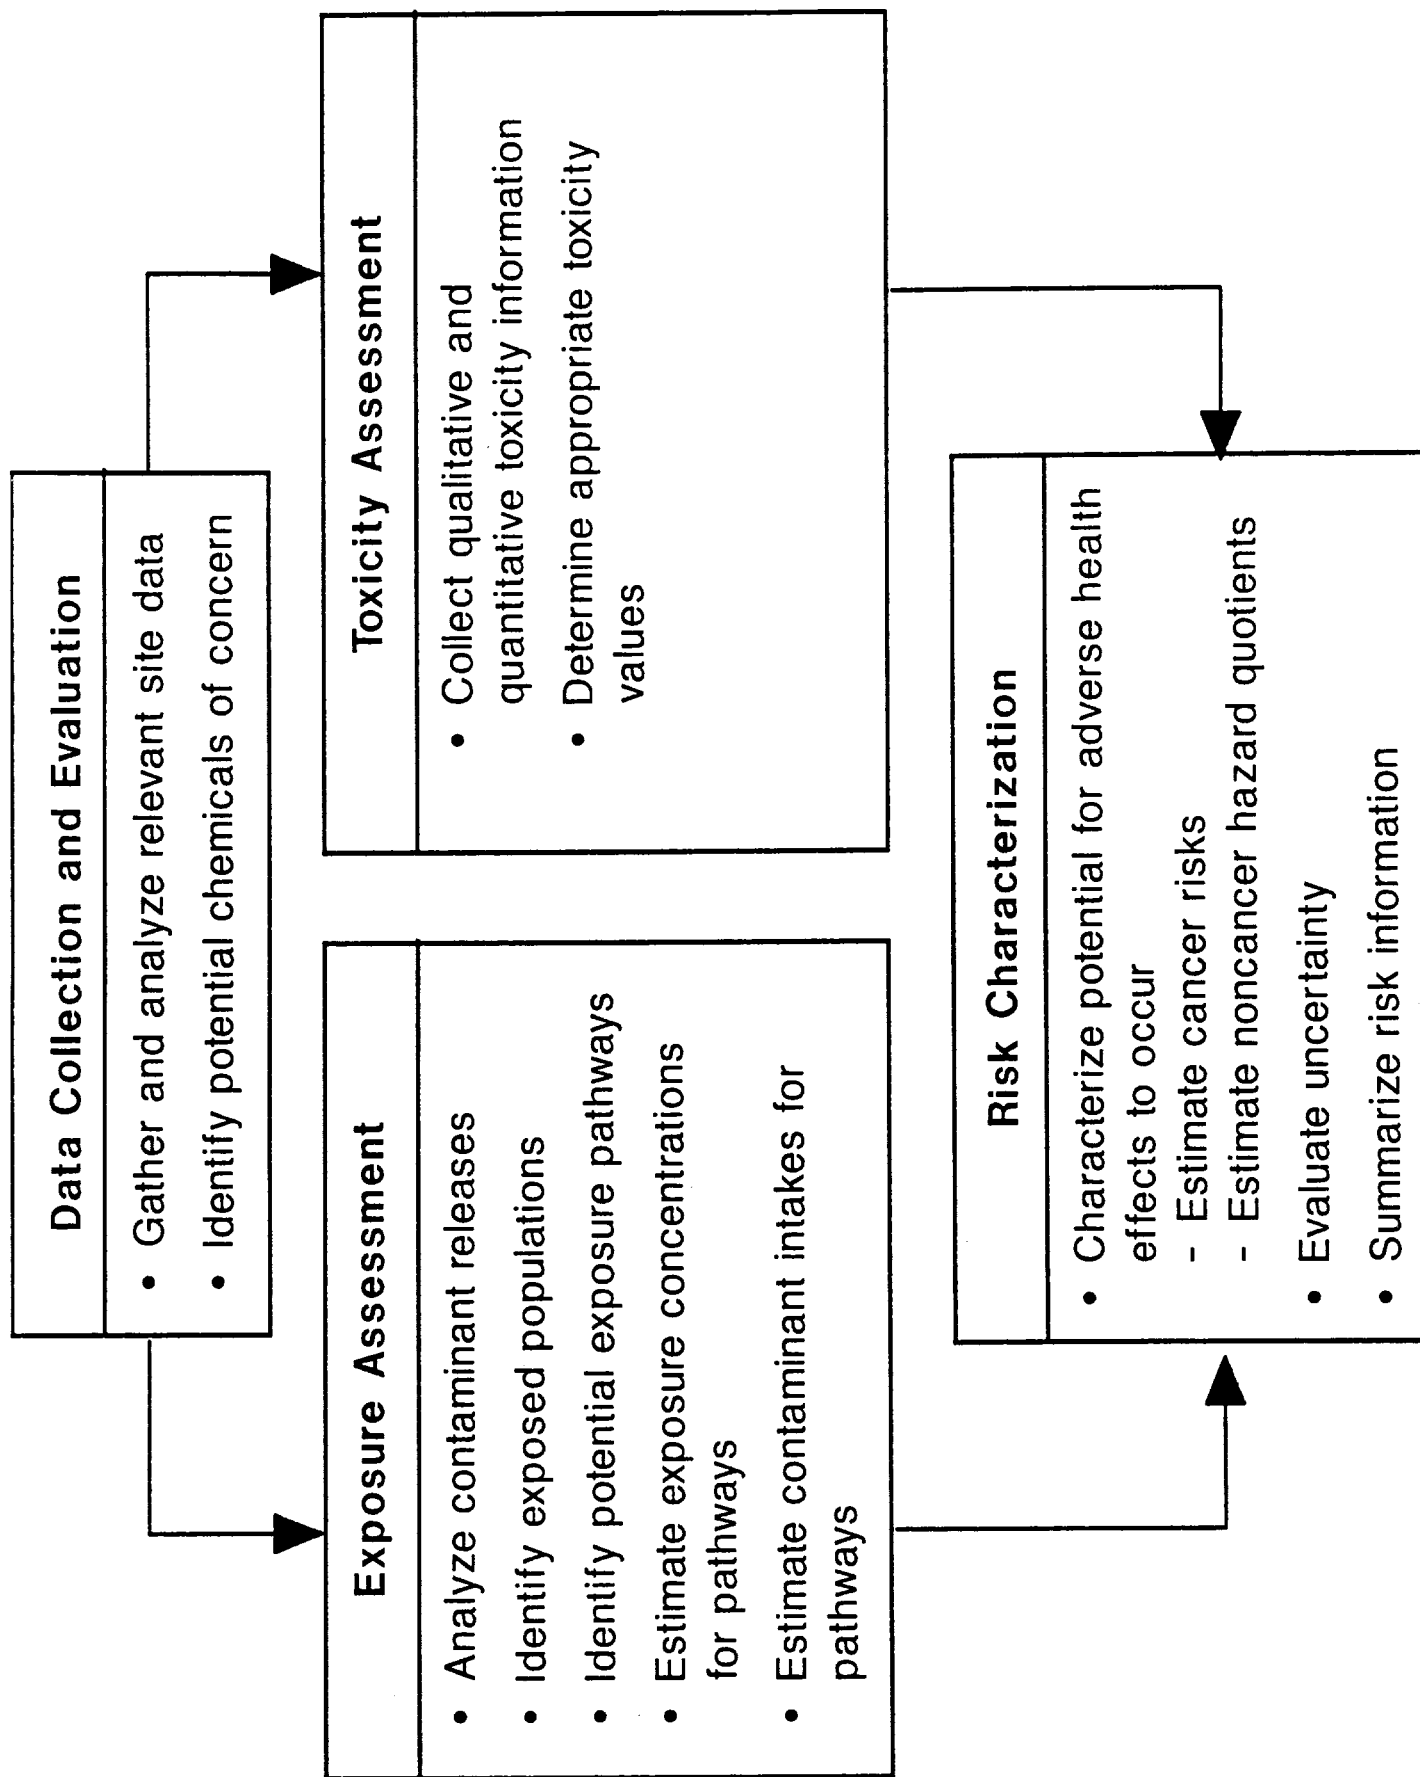 Data Collection and Evaluation
• Gather and analyze relevant site data
• Identify potential chemicals of concern
Exposure Assessment
• Analyze contaminant releases
• Identify exposed populations
• Identify potential exposure pathways
• Estimate exposure concentrations
for pathways
• Estimate contaminant intakes for
pathways
Toxicity Assessment
• Collect qualitative and
quantitative toxicity information
• Determine appropriate toxicity
values
Risk Characterization
• Characterize potential for adverse health
effects to occur
- Estimate cancer risks
- Estimate noncancer hazard quotients
• Evaluate uncertainty
• Summarize risk information